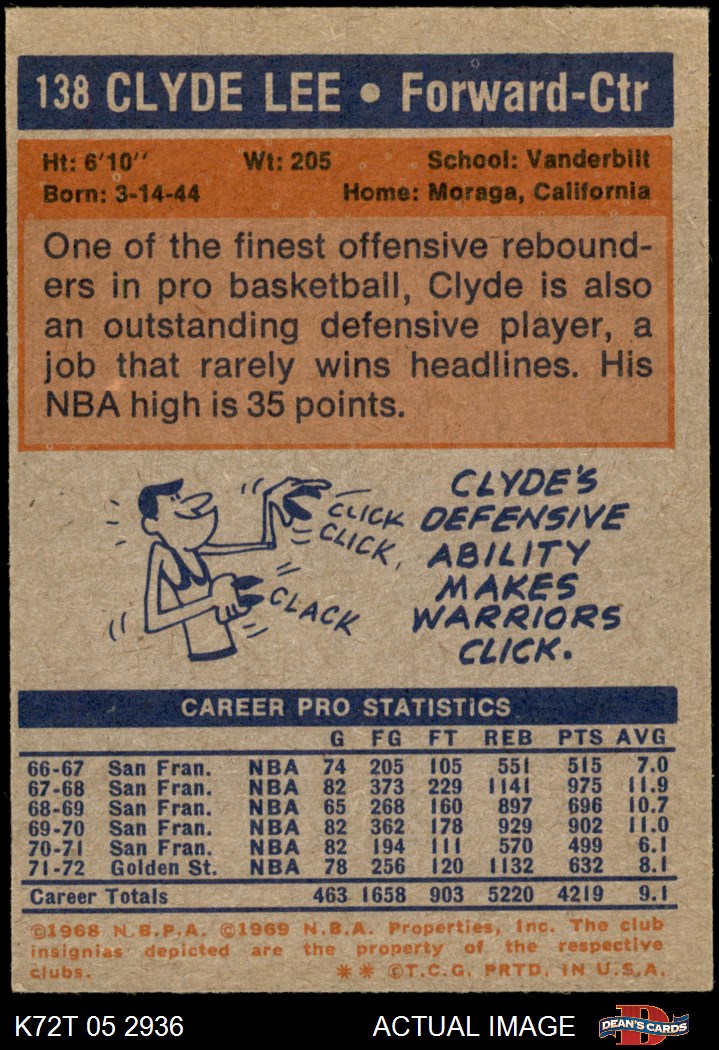 138 CLYDE LEE • Forward-Ctr
Ht: 6'10'' Wt: 205 School: Vanderbilt
Born: 3-14-44 Home: Moraga, California
One of the finest offensive rebound-
ers in pro basketball, Clyde is also
an outstanding defensive player, a
job that rarely wins headlines. His
NBA high is 35 points.
CLICK
CLICK,
CLACK
CLYDE'S
DEFENSIVE
ABILITY
MAKES
WARRIORS
CLICK.
CAREER PRO STATISTICS
G FG FT REB PTS AVG
66-67 San Fran. NBA 74 205 105 551 515 7.0
67-68 San Fran. NBA 82 373 229 1141 975 11.9
68-69 San Fran. NBA 65 268 160 897 696 10.7
69-70 San Fran. NBA 82 362 178 929 902 11.0
70-71 San Fran. NBA 82 194 111 570 499 6.1
71-72 Golden St. NBA 78 256 120 1132 632 8.1
Career Totals 463 1658 903 5220 4219 9.1
©1968 N.B.P.A. ©1969 N.B.A. Properties, Inc. The club
insignias depicted are the property of the respective
clubs. ** ©T.C.G. PRTD. IN U.S.A.
K72T 05 2936 ACTUAL IMAGE D DEAN'S CARDS